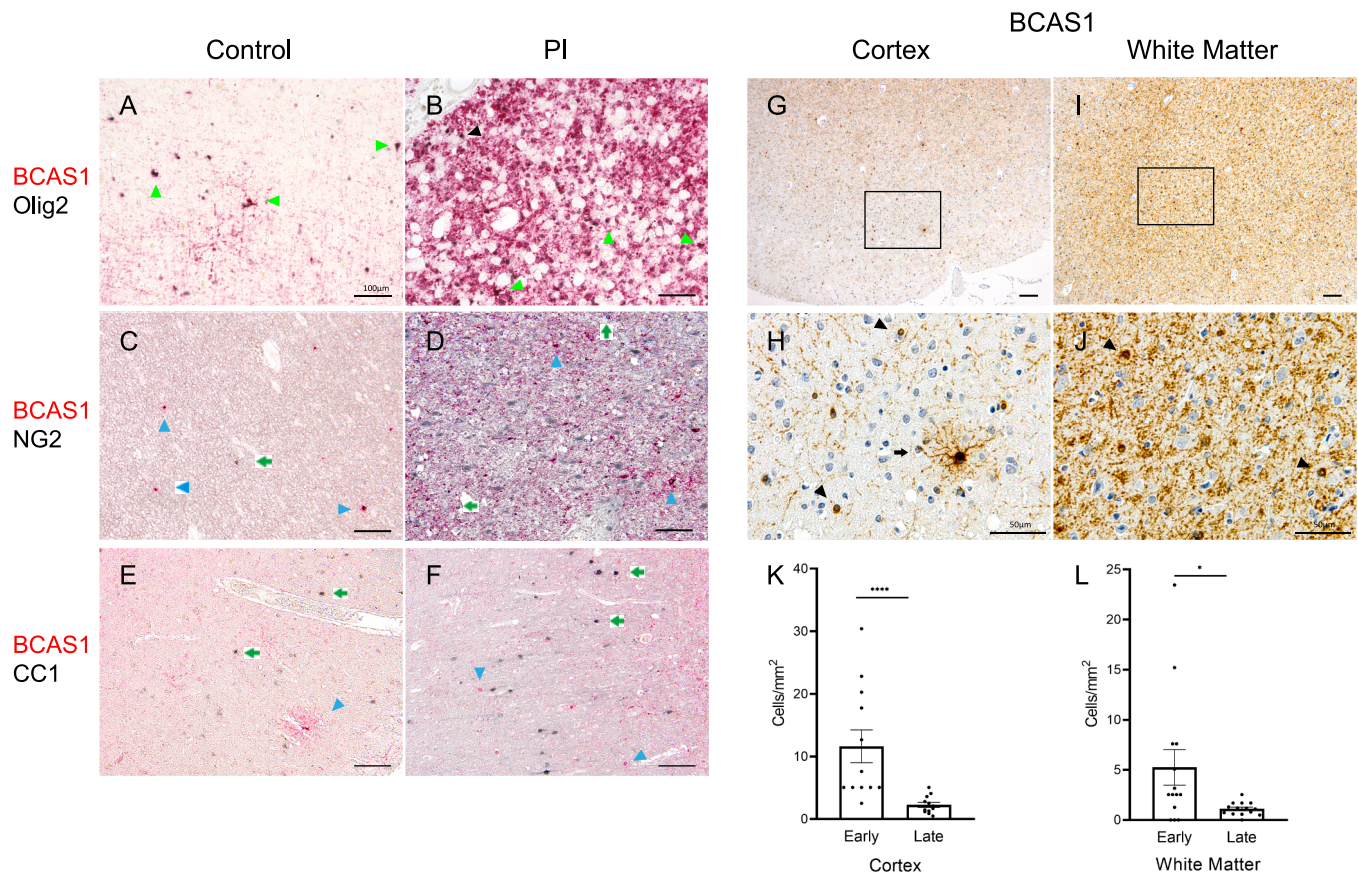 BCAS1
Control PI Cortex White Matter
A B G I
BCAS1
Olig2
100µm
C D H J
BCAS1
NG2
50µm 50µm
E F K L
BCAS1
CC1
**** *
Cells/mm²
40
30
20
10
0
Early Late
Cortex
Cells/mm²
25
20
15
10
5
0
Early Late
White Matter